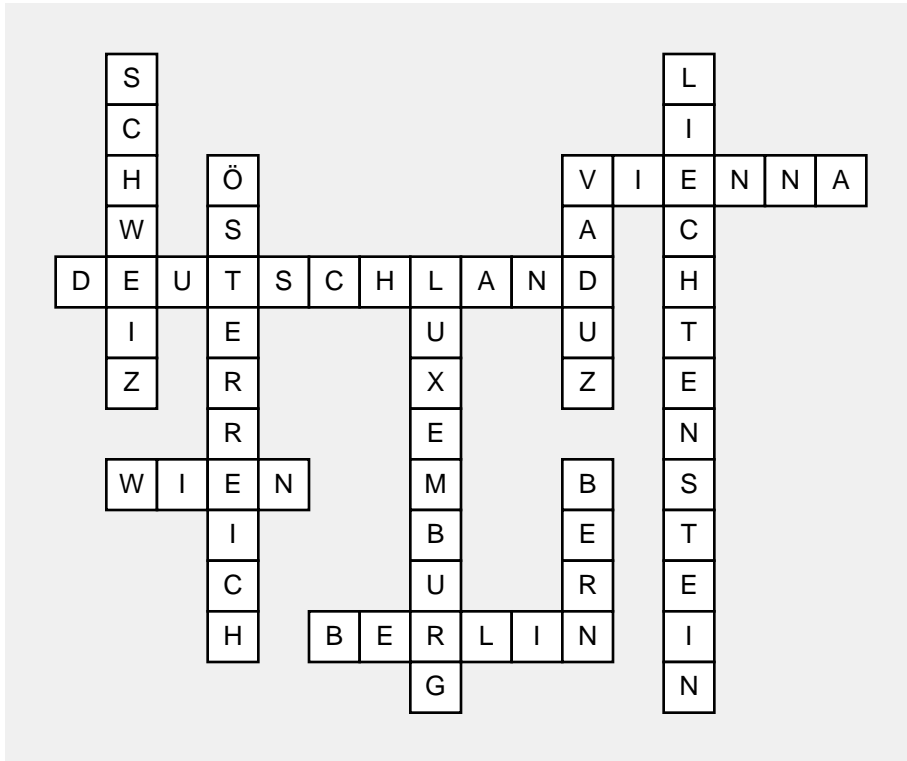 SCHWEIZ
LIECHTENSTEIN
ÖSTERREICH
VIENNA
VADUZ
DEUTSCHLAND
LUXEMBURG
WIEN
BERN
BERLIN